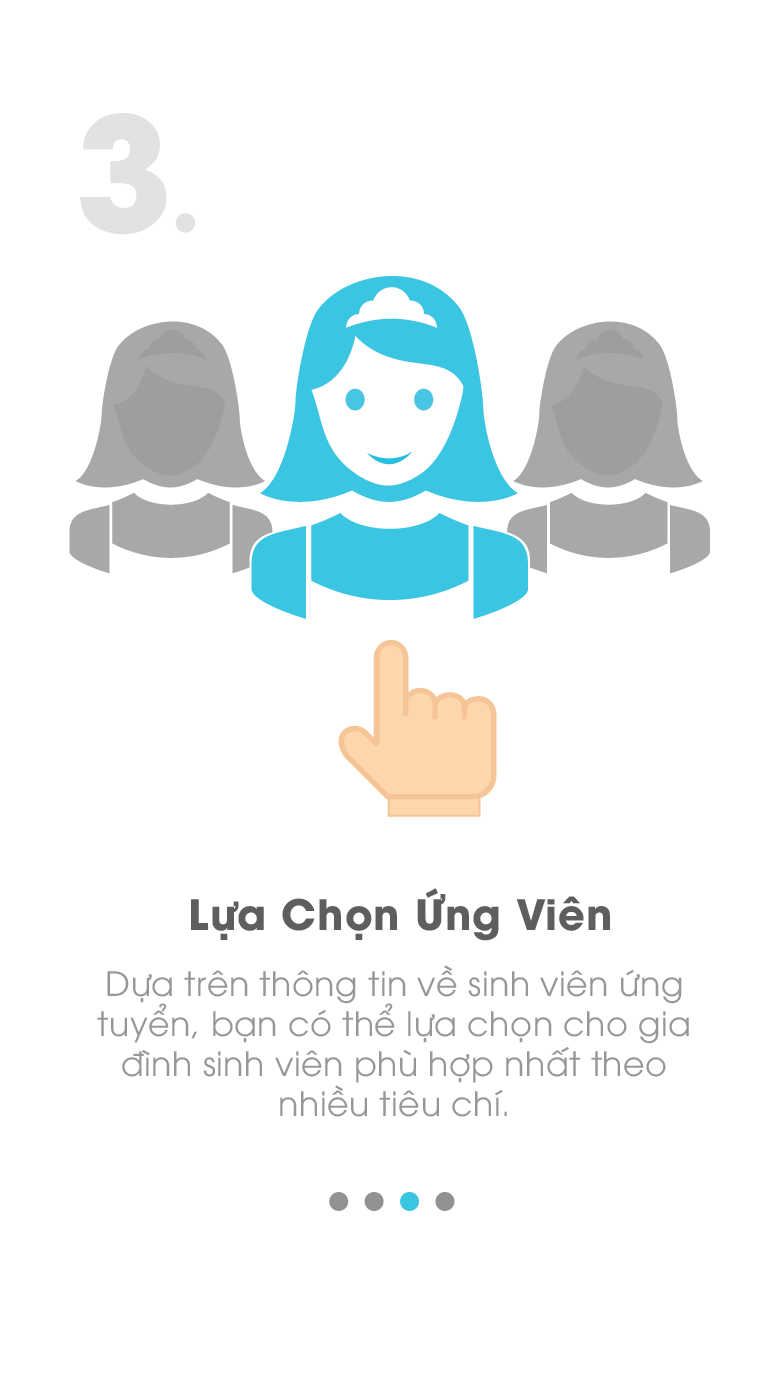 3.
Lựa Chọn Ứng Viên
Dựa trên thông tin về sinh viên ứng
tuyển, bạn có thể lựa chọn cho gia
đình sinh viên phù hợp nhất theo
nhiều tiêu chí.